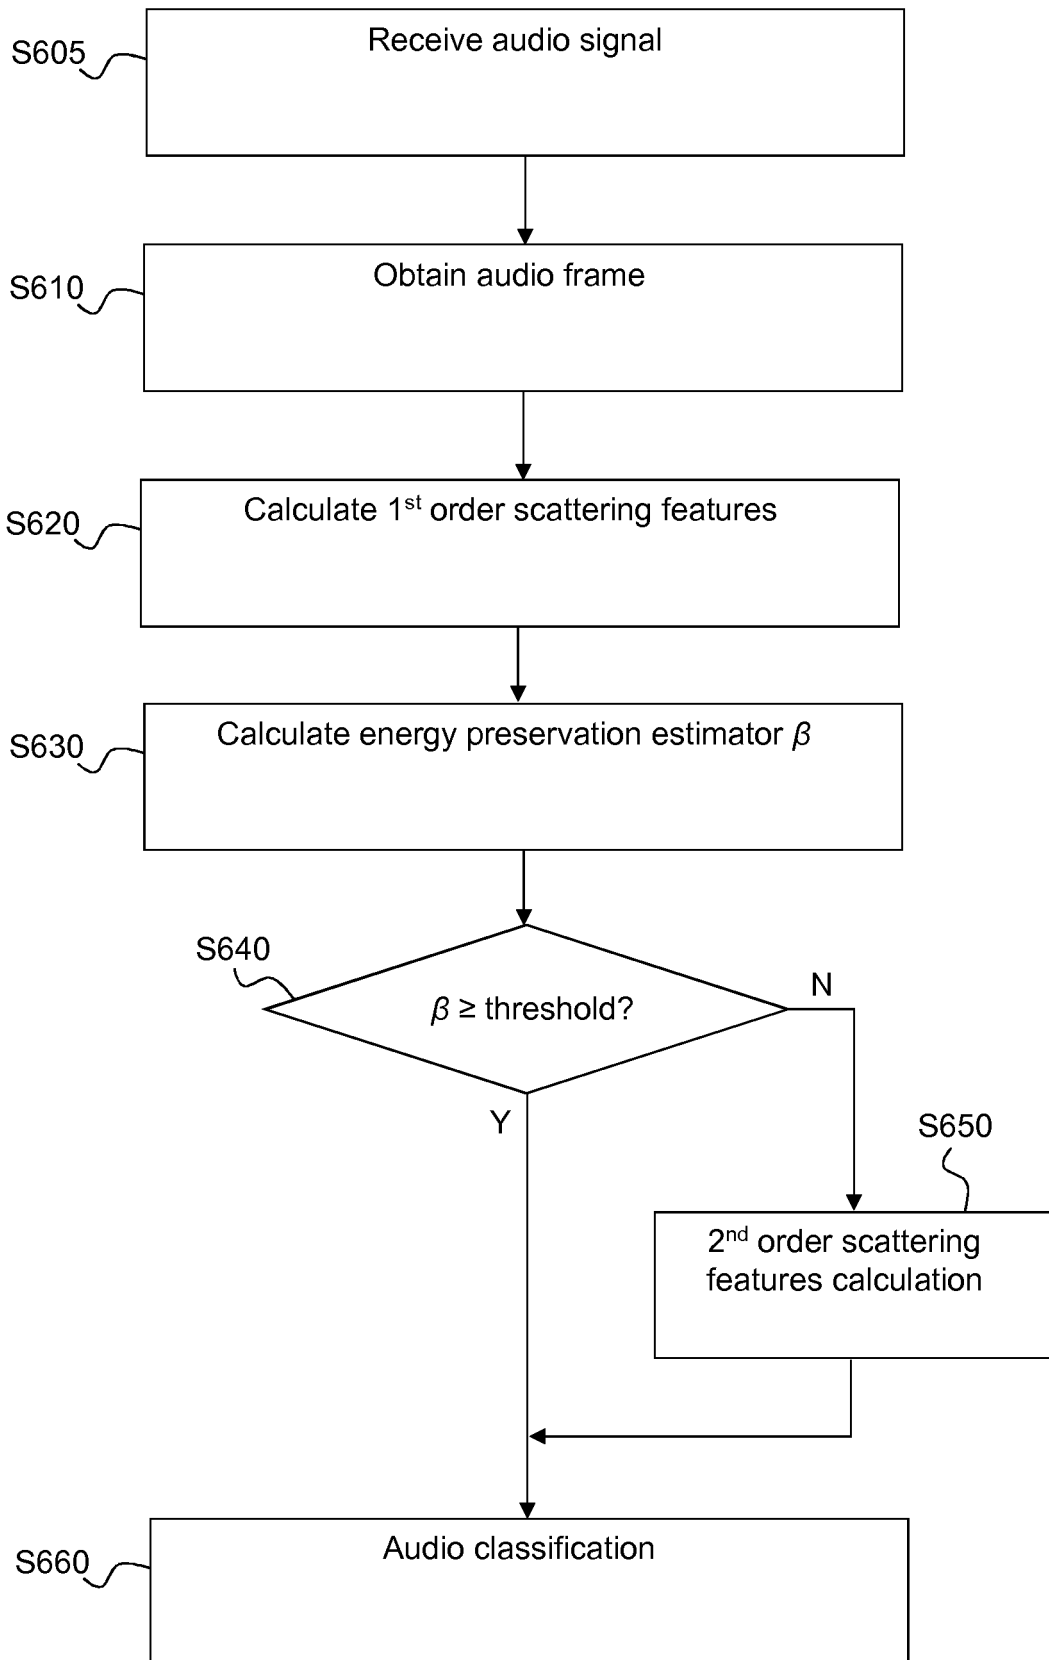 S605
Receive audio signal
S610
Obtain audio frame
S620
Calculate 1st order scattering features
S630
Calculate energy preservation estimator β
S640
β ≥ threshold?
N
Y
S650
2nd order scattering
features calculation
S660
Audio classification